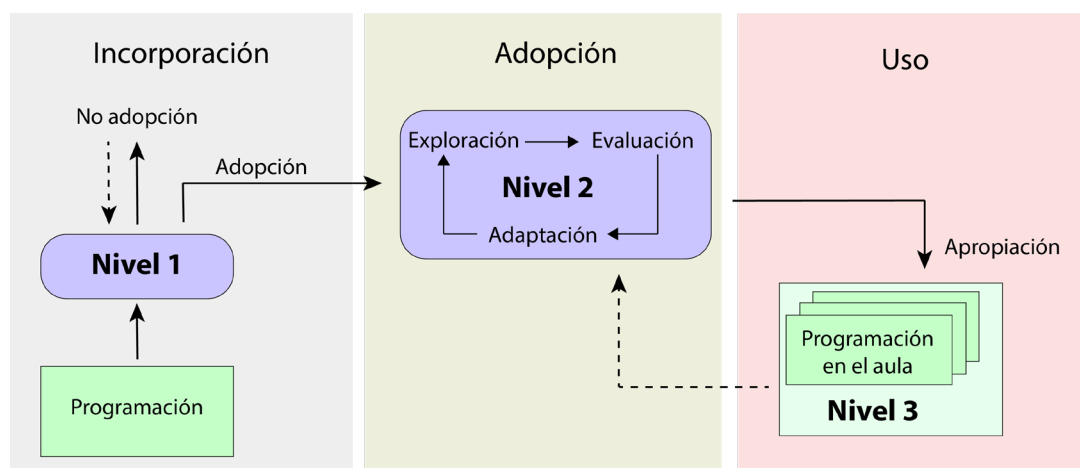 Incorporación
No adopción
Adopción
Nivel 1
Programación
Adopción
Exploración
Evaluación
Nivel 2
Adaptación
Uso
Apropiación
Programación
en el aula
Nivel 3